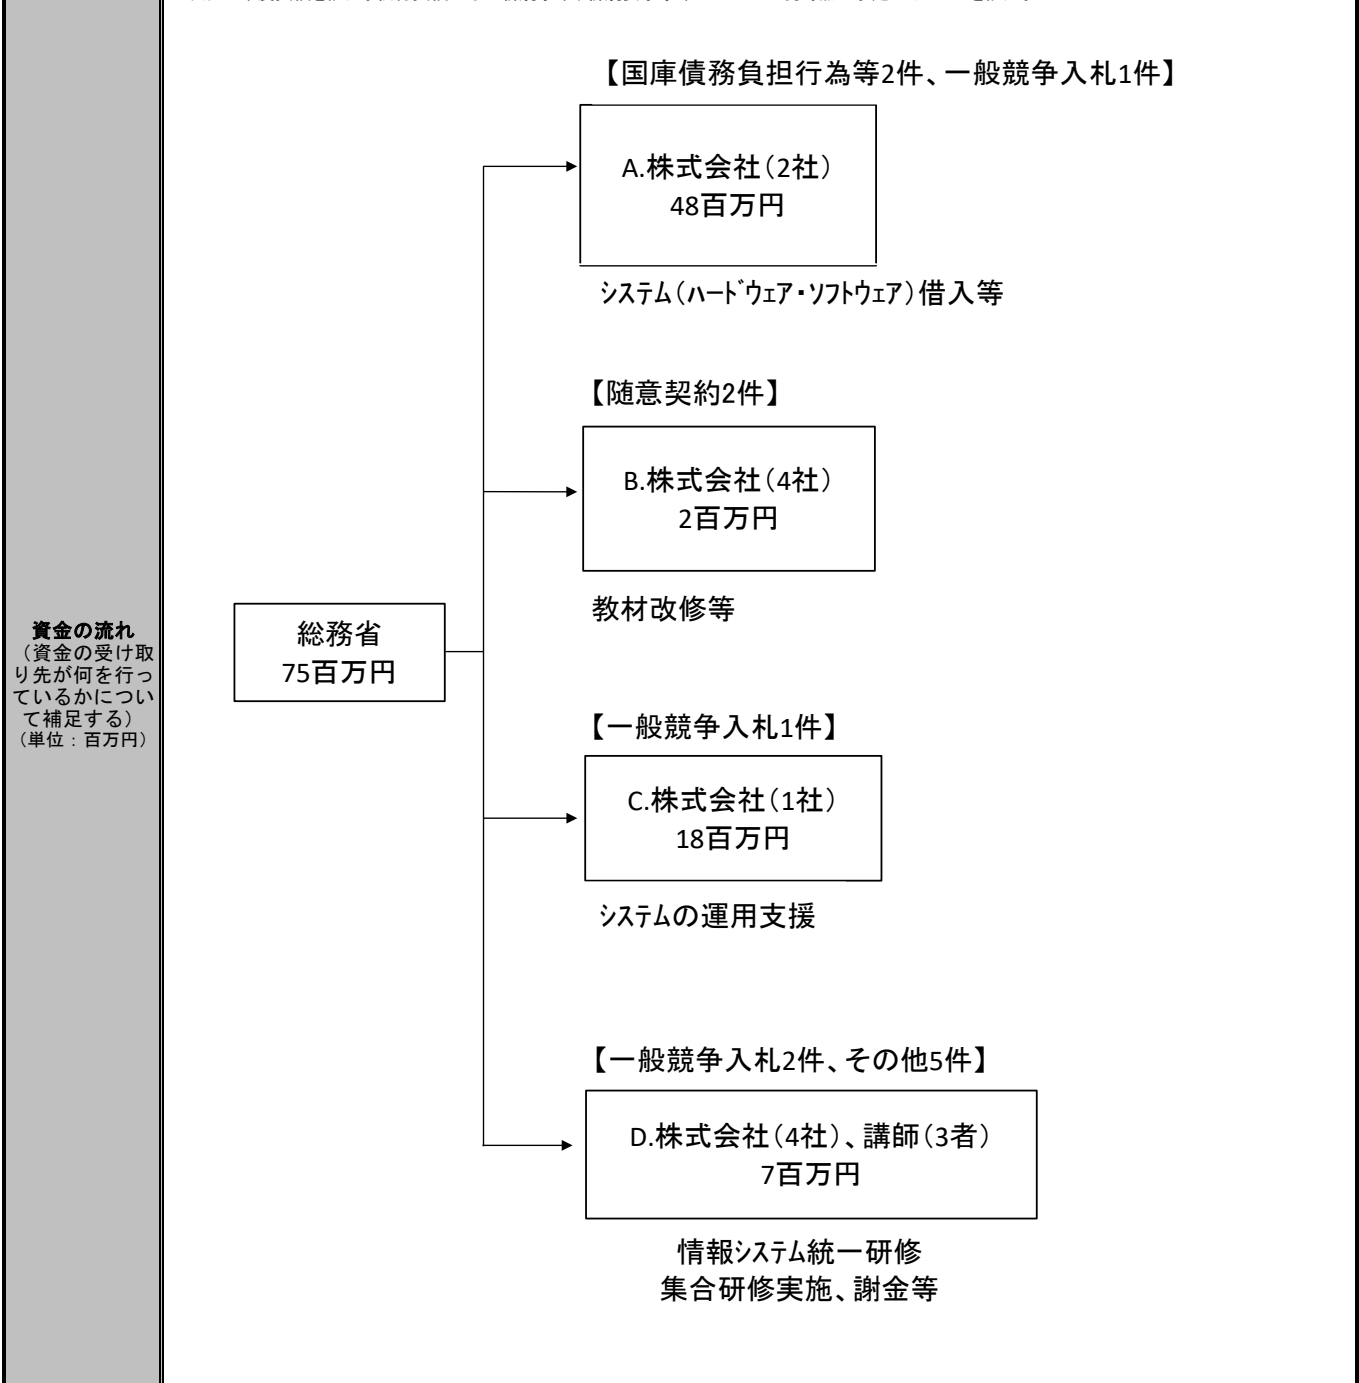 【国庫債務負担行為等2件、一般競争入札1件】
A.株式会社（2社）
48百万円
システム（ハードウェア・ソフトウェア）借入等
【随意契約2件】
B.株式会社（4社）
2百万円
教材改修等
総務省
75百万円
資金の流れ
（資金の受け取
り先が何を行っ
ているかについ
て補足する）
（単位：百万円）
【一般競争入札1件】
C.株式会社（1社）
18百万円
システムの運用支援
【一般競争入札2件、その他5件】
D.株式会社（4社）、講師（3者）
7百万円
情報システム統一研修
集合研修実施、謝金等